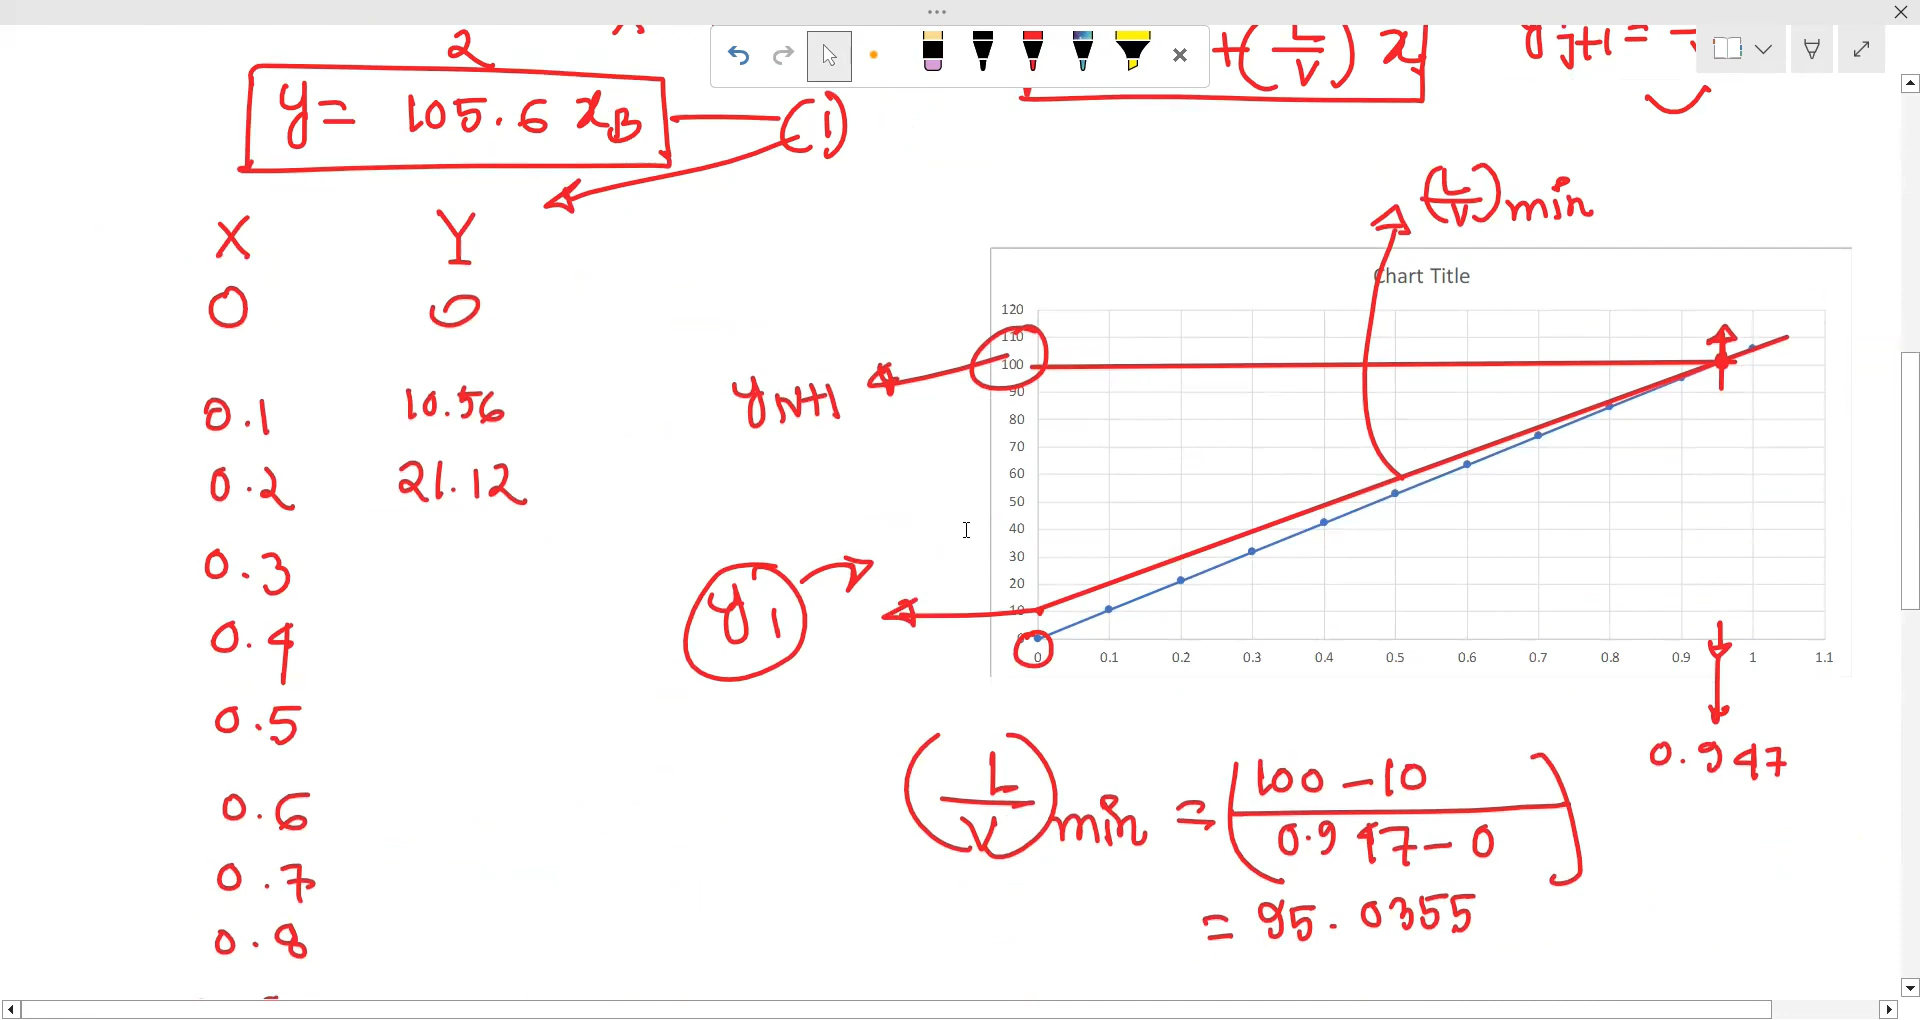 2
+(L/V) x
y j+1 =
y = 105.6 xB
(1)
X Y
0 0
0.1 10.56
0.2 21.12
0.3
0.4
0.5
0.6
0.7
0.8
(L/V) min
Chart Title
120
110
100
90
80
70
60
50
40
30
20
10
0
0 0.1 0.2 0.3 0.4 0.5 0.6 0.7 0.8 0.9 1 1.1
yN+1
y1
0.947
(L/V) min = [100 - 10 / 0.947 - 0]
= 95.0355